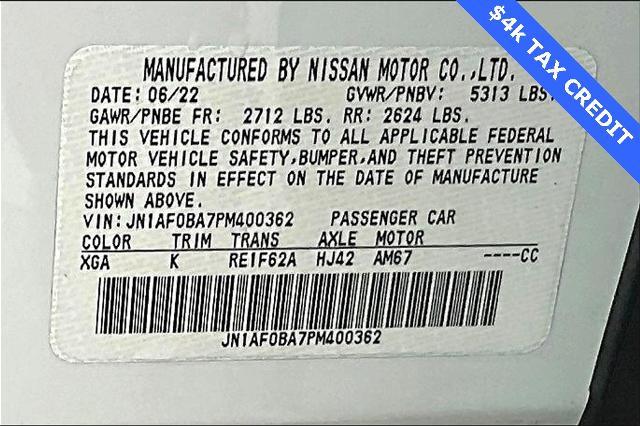 $4k TAX CREDIT
MANUFACTURED BY NISSAN MOTOR CO.,LTD.
DATE: 06/22 GVWR/PNBV: 5313 LBS.
GAWR/PNBE FR: 2712 LBS. RR: 2624 LBS.
THIS VEHICLE CONFORMS TO ALL APPLICABLE FEDERAL
MOTOR VEHICLE SAFETY,BUMPER,AND THEFT PREVENTION
STANDARDS IN EFFECT ON THE DATE OF MANUFACTURE
SHOWN ABOVE.
VIN:JN1AF0BA7PM400362 PASSENGER CAR
COLOR TRIM TRANS AXLE MOTOR
XGA K RE1F62A HJ42 AM67 ----CC
JN1AF0BA7PM400362